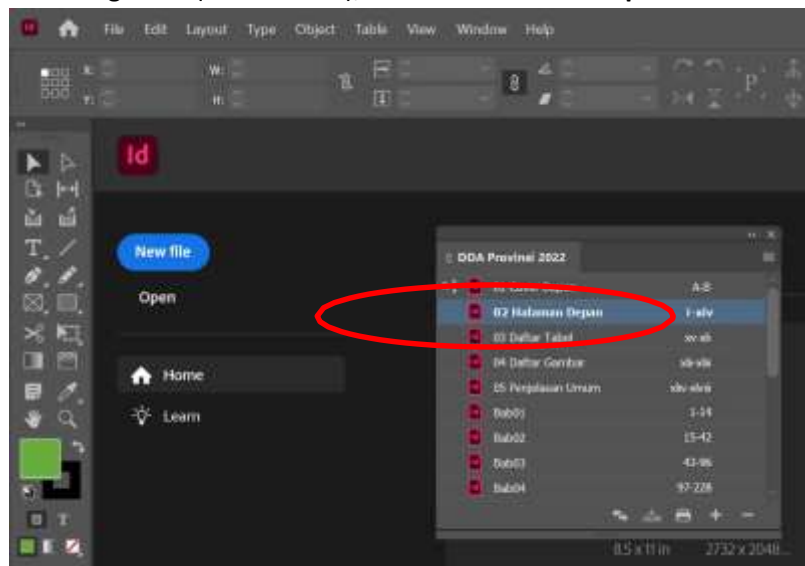 Id File Edit Layout Type Object Table View Window Help
X: W:
Y: H:
P
Id
T
New file
Open
Home
Learn
DDA Provinsi 2022
A-B
02 Halaman Depan i-xiv
03 Daftar Tabel
04 Daftar Gambar
05 Penjelasan Umum
Bab01 1-14
Bab02 15-42
Bab03 43-96
Bab04 97-228
T
8.5 x 11 in 2732 x 2048...